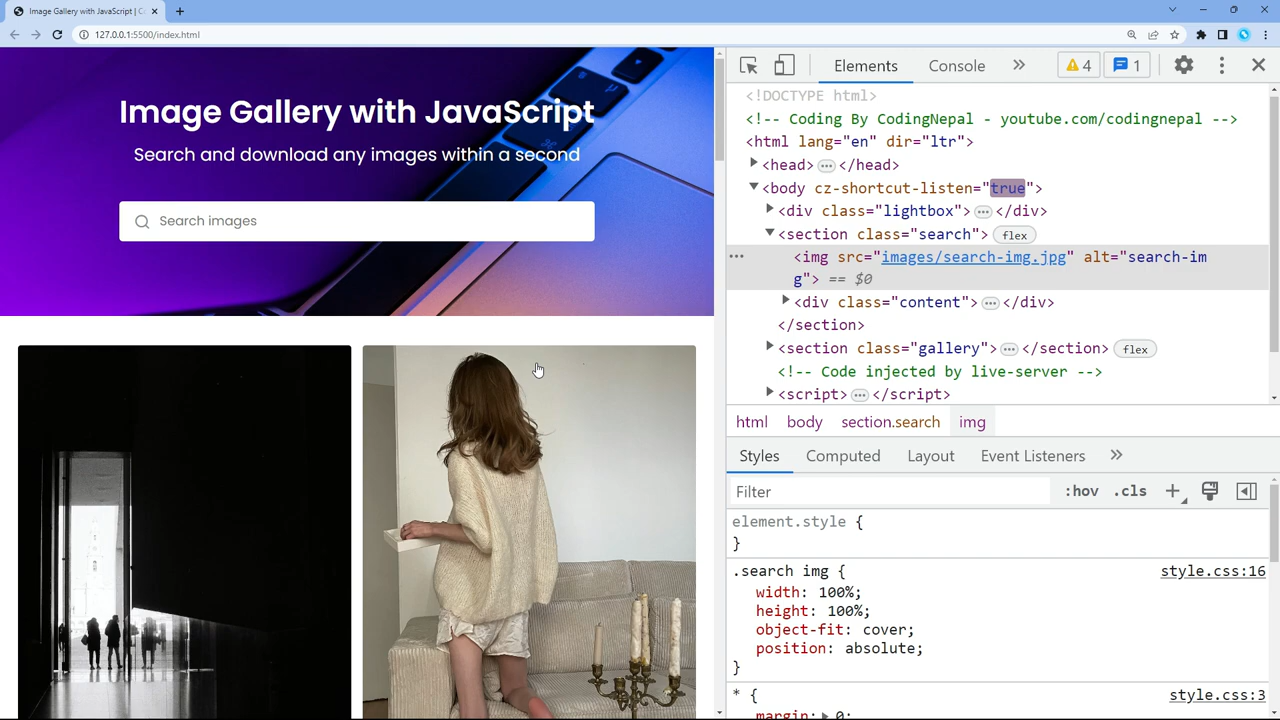 Image Gallery with JavaScript | C
127.0.0.1:5500/index.html
Image Gallery with JavaScript
Search and download any images within a second
Search images
Elements
Console
4
1
<!DOCTYPE html>
<!-- Coding By CodingNepal - youtube.com/codingnepal -->
<html lang="en" dir="ltr">
<head> ••• </head>
<body cz-shortcut-listen="true">
<div class="lightbox"> ••• </div>
<section class="search"> flex
••• <img src="images/search-img.jpg" alt="search-im
g"> == $0
<div class="content"> ••• </div>
</section>
<section class="gallery"> ••• </section> flex
<!-- Code injected by live-server -->
<script> ••• </script>
html body section.search img
Styles Computed Layout Event Listeners
Filter
:hov .cls
element.style {
}
.search img { style.css:16
width: 100%;
height: 100%;
object-fit: cover;
position: absolute;
}
* { style.css:3
margin: 0;